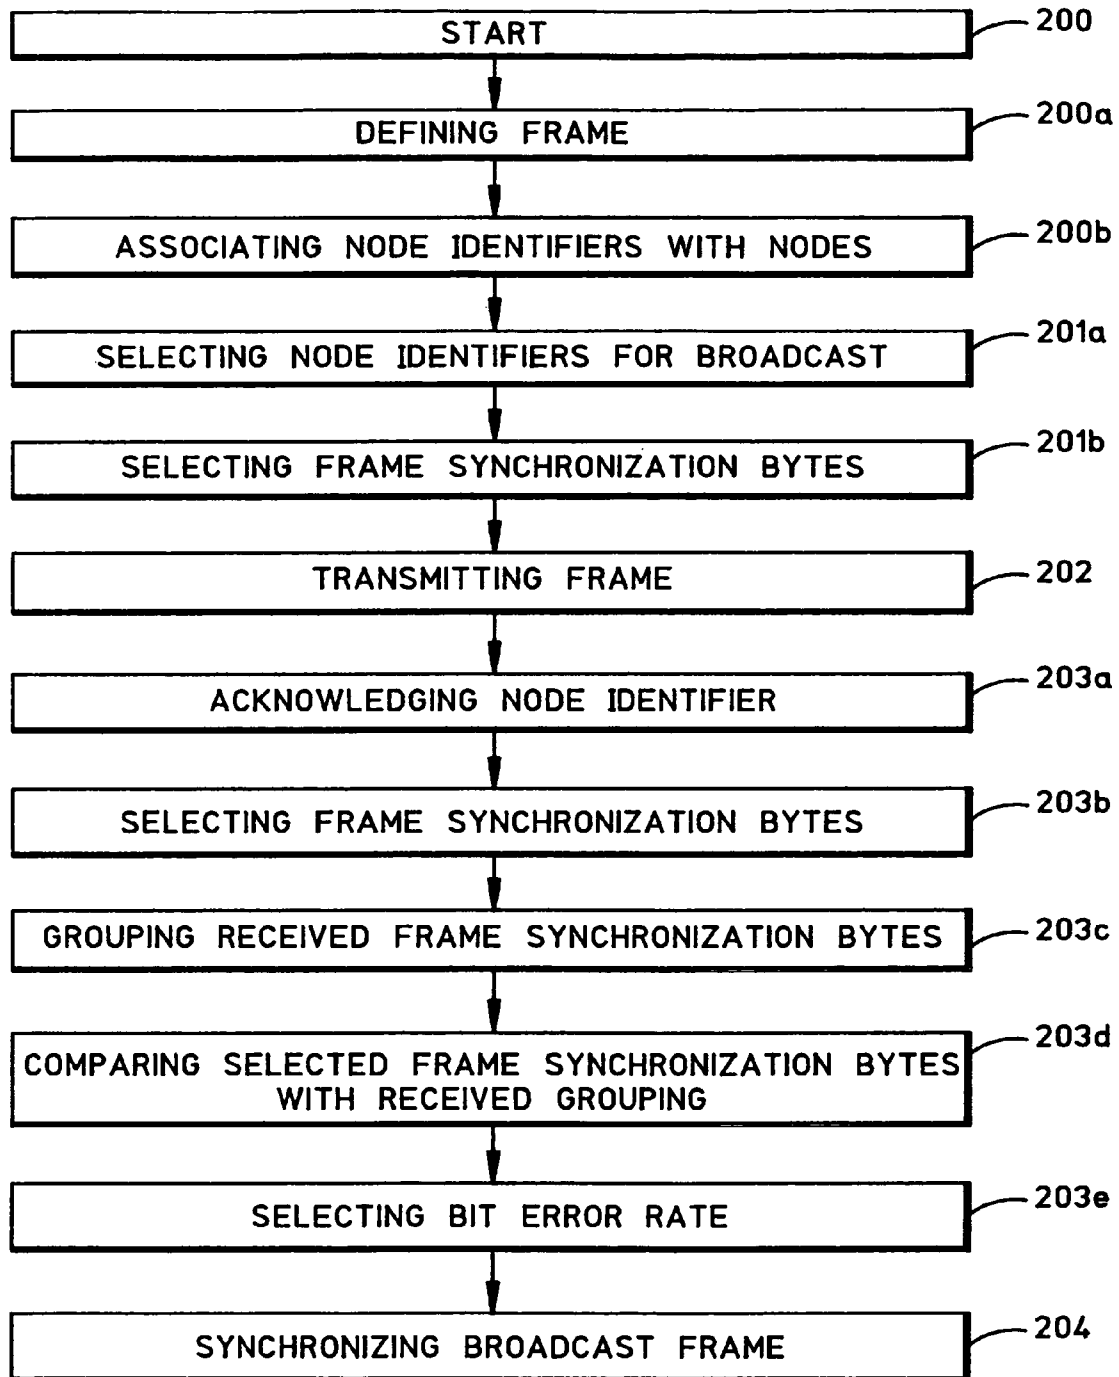 START
200
DEFINING FRAME
200a
ASSOCIATING NODE IDENTIFIERS WITH NODES
200b
SELECTING NODE IDENTIFIERS FOR BROADCAST
201a
SELECTING FRAME SYNCHRONIZATION BYTES
201b
TRANSMITTING FRAME
202
ACKNOWLEDGING NODE IDENTIFIER
203a
SELECTING FRAME SYNCHRONIZATION BYTES
203b
GROUPING RECEIVED FRAME SYNCHRONIZATION BYTES
203c
COMPARING SELECTED FRAME SYNCHRONIZATION BYTES
WITH RECEIVED GROUPING
203d
SELECTING BIT ERROR RATE
203e
SYNCHRONIZING BROADCAST FRAME
204